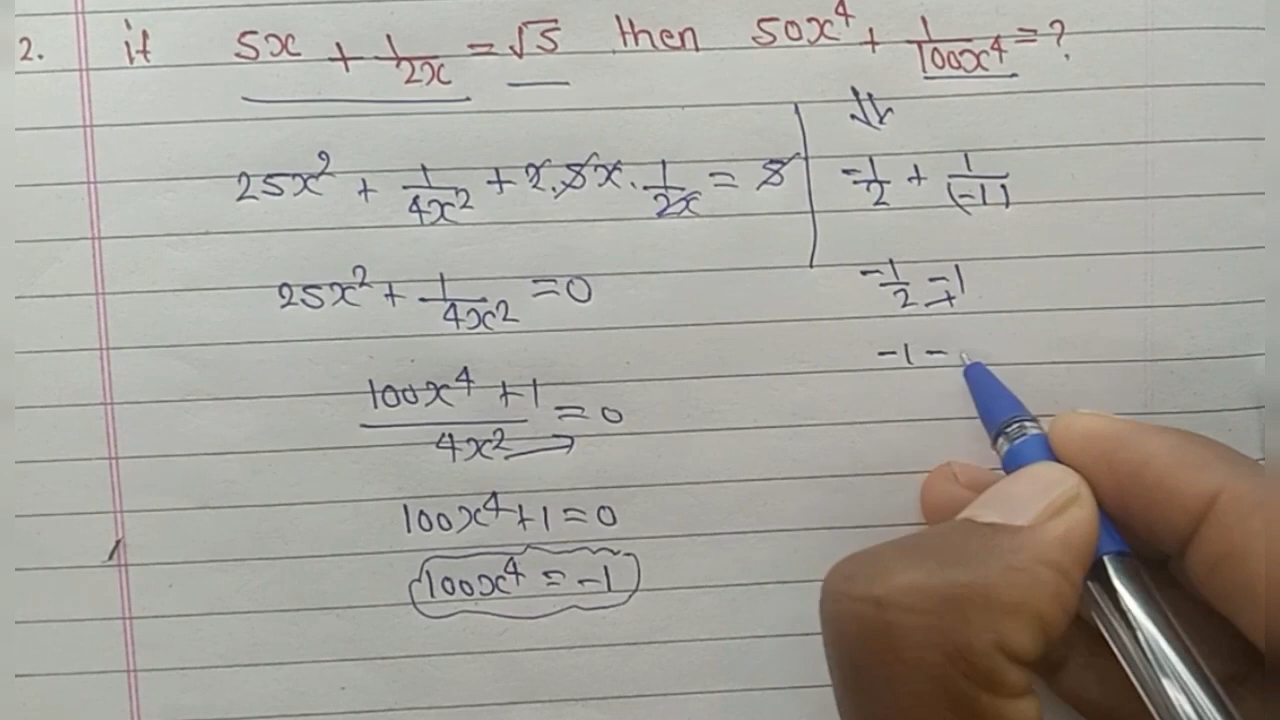 2. if 5x + 1/2x = √5 then 50x⁴ + 1/100x⁴ = ?
25x² + 1/4x² + 2.5x.1/2x = 5
25x² + 1/4x² = 0
100x⁴ + 1/4x² = 0
100x⁴ + 1 = 0
100x⁴ = -1
-1/2 + 1/(-1)
-1/2 - 1/1
-1 -